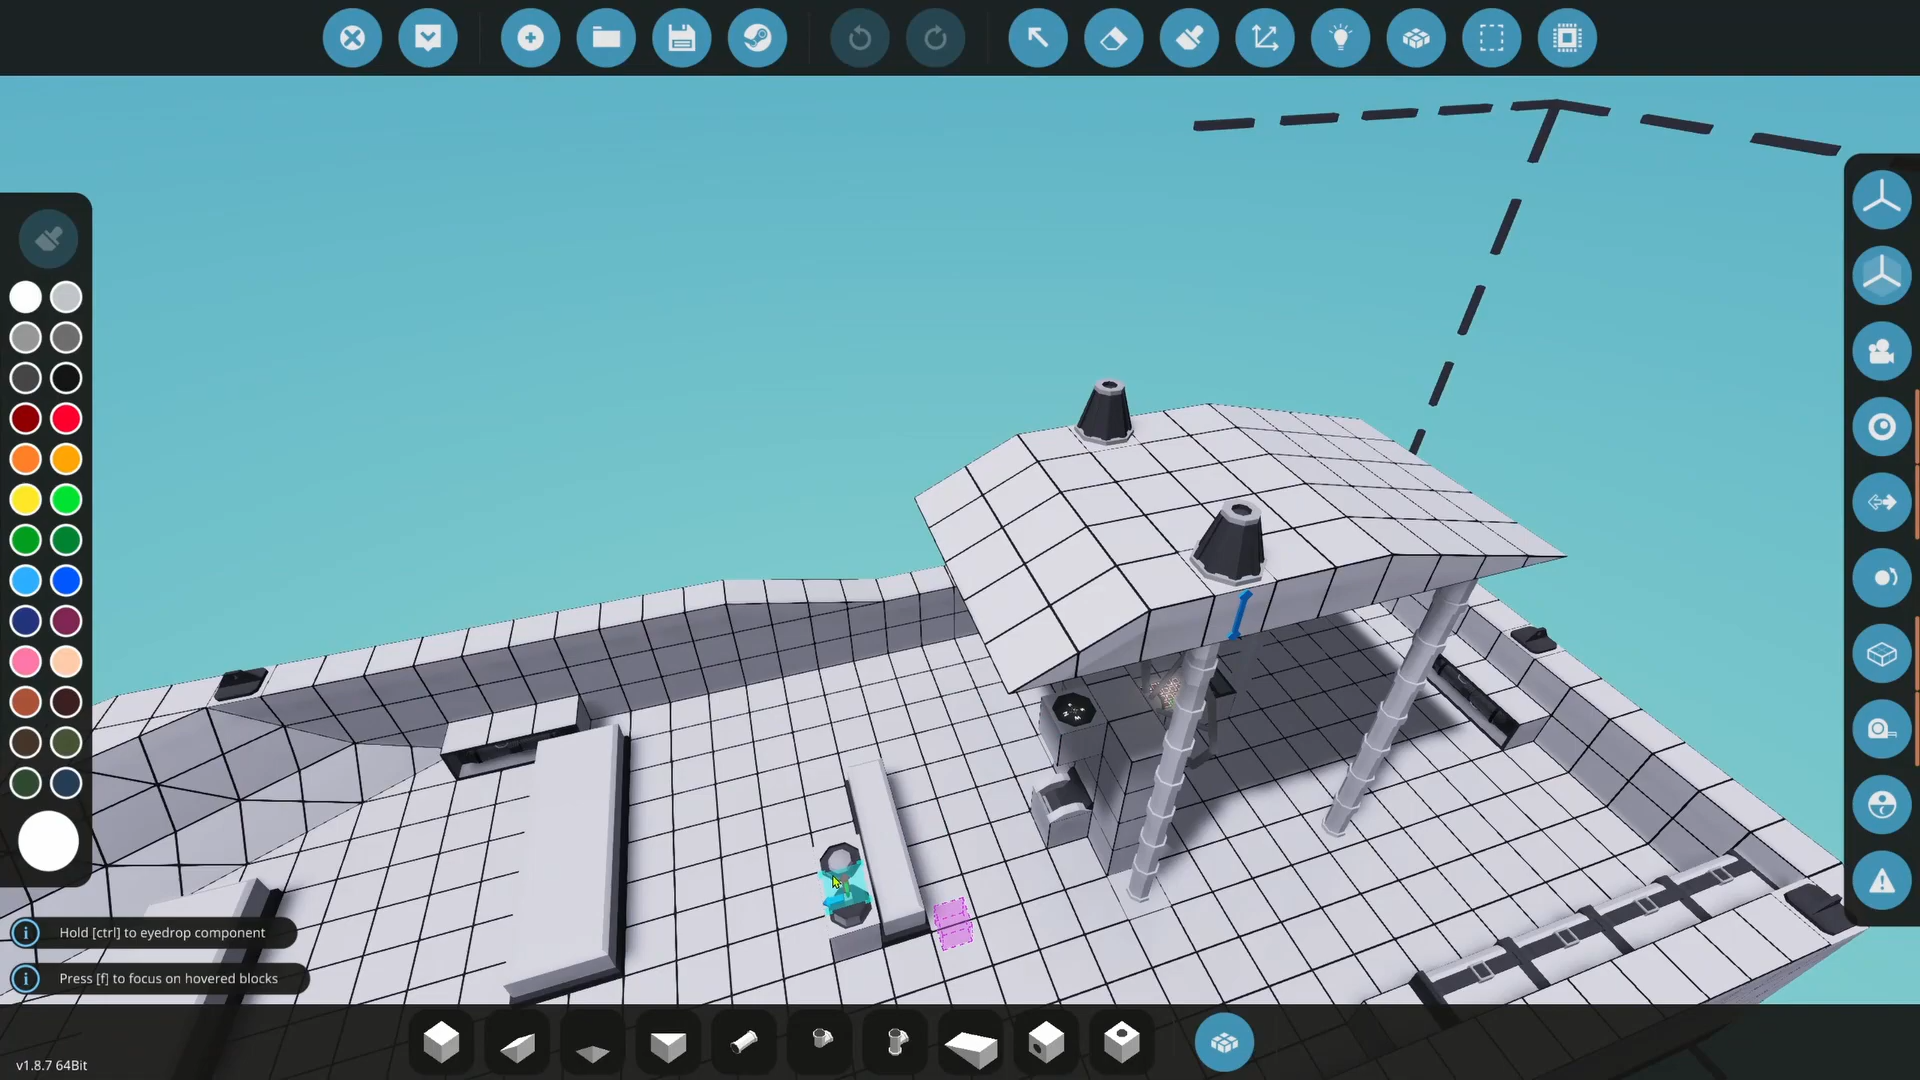 Hold [ctrl] to eyedrop component
Press [f] to focus on hovered blocks
v1.8.7 64Bit